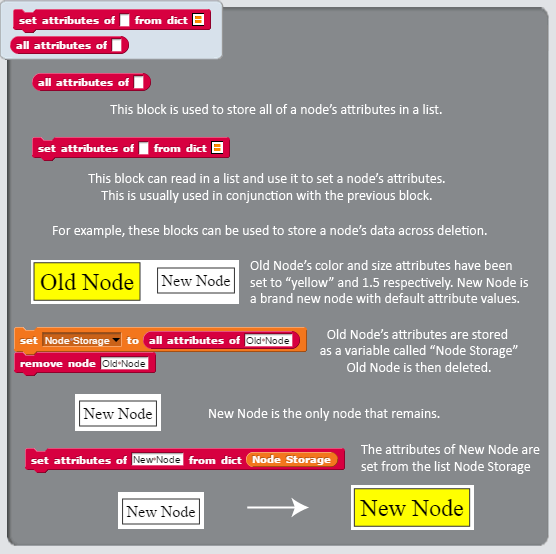 set attributes of from dict
all attributes of
all attributes of
This block is used to store all of a node's attributes in a list.
set attributes of from dict
This block can read in a list and use it to set a node's attributes.
This is usually used in conjunction with the previous block.
For example, these blocks can be used to store a node's data across deletion.
Old Node New Node
Old Node's color and size attributes have been
set to "yellow" and 1.5 respectively. New Node is
a brand new node with default attribute values.
set Node Storage to all attributes of Old Node
remove node Old Node
Old Node's attributes are stored
as a variable called "Node Storage"
Old Node is then deleted.
New Node
New Node is the only node that remains.
set attributes of New Node from dict Node Storage
The attributes of New Node are
set from the list Node Storage
New Node New Node